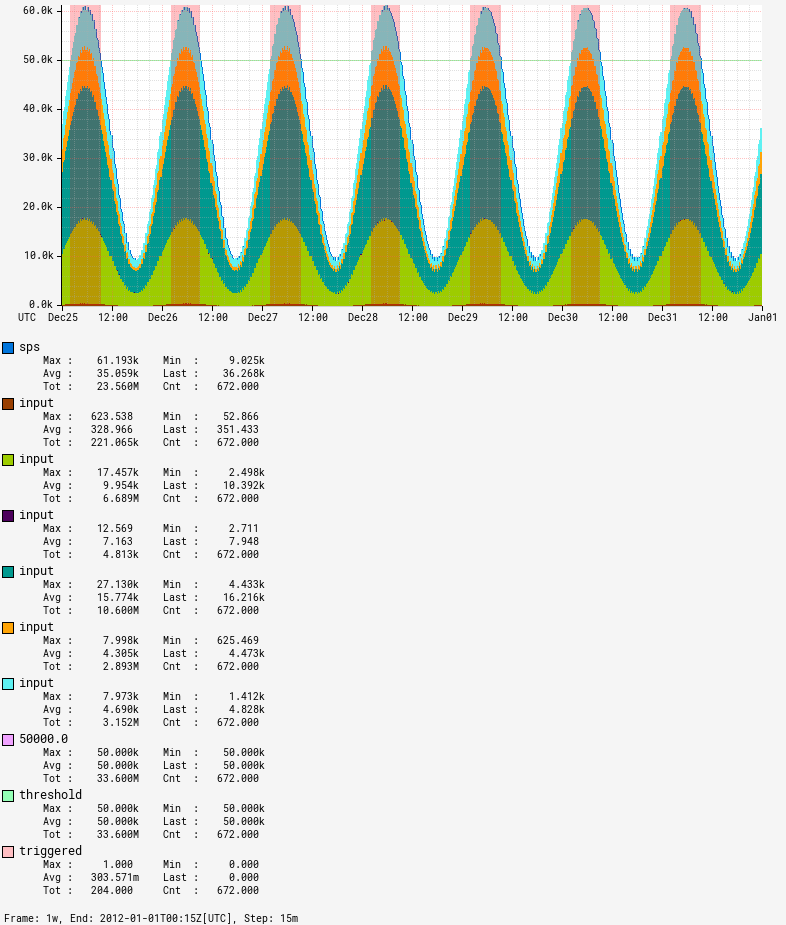 60.0k
50.0k
40.0k
30.0k
20.0k
10.0k
0.0k
UTC Dec25 12:00 Dec26 12:00 Dec27 12:00 Dec28 12:00 Dec29 12:00 Dec30 12:00 Dec31 12:00 Jan01
sps
Max : 61.193k Min : 9.025k
Avg : 35.059k Last : 36.268k
Tot : 23.560M Cnt : 672.000
input
Max : 623.538 Min : 52.866
Avg : 328.966 Last : 351.433
Tot : 221.065k Cnt : 672.000
input
Max : 17.457k Min : 2.498k
Avg : 9.954k Last : 10.392k
Tot : 6.689M Cnt : 672.000
input
Max : 12.569 Min : 2.711
Avg : 7.163 Last : 7.948
Tot : 4.813k Cnt : 672.000
input
Max : 27.130k Min : 4.433k
Avg : 15.774k Last : 16.216k
Tot : 10.600M Cnt : 672.000
input
Max : 7.998k Min : 625.469
Avg : 4.305k Last : 4.473k
Tot : 2.893M Cnt : 672.000
input
Max : 7.973k Min : 1.412k
Avg : 4.690k Last : 4.828k
Tot : 3.152M Cnt : 672.000
50000.0
Max : 50.000k Min : 50.000k
Avg : 50.000k Last : 50.000k
Tot : 33.600M Cnt : 672.000
threshold
Max : 50.000k Min : 50.000k
Avg : 50.000k Last : 50.000k
Tot : 33.600M Cnt : 672.000
triggered
Max : 1.000 Min : 0.000
Avg : 303.571m Last : 0.000
Tot : 204.000 Cnt : 672.000
Frame: 1w, End: 2012-01-01T00:15Z[UTC], Step: 15m